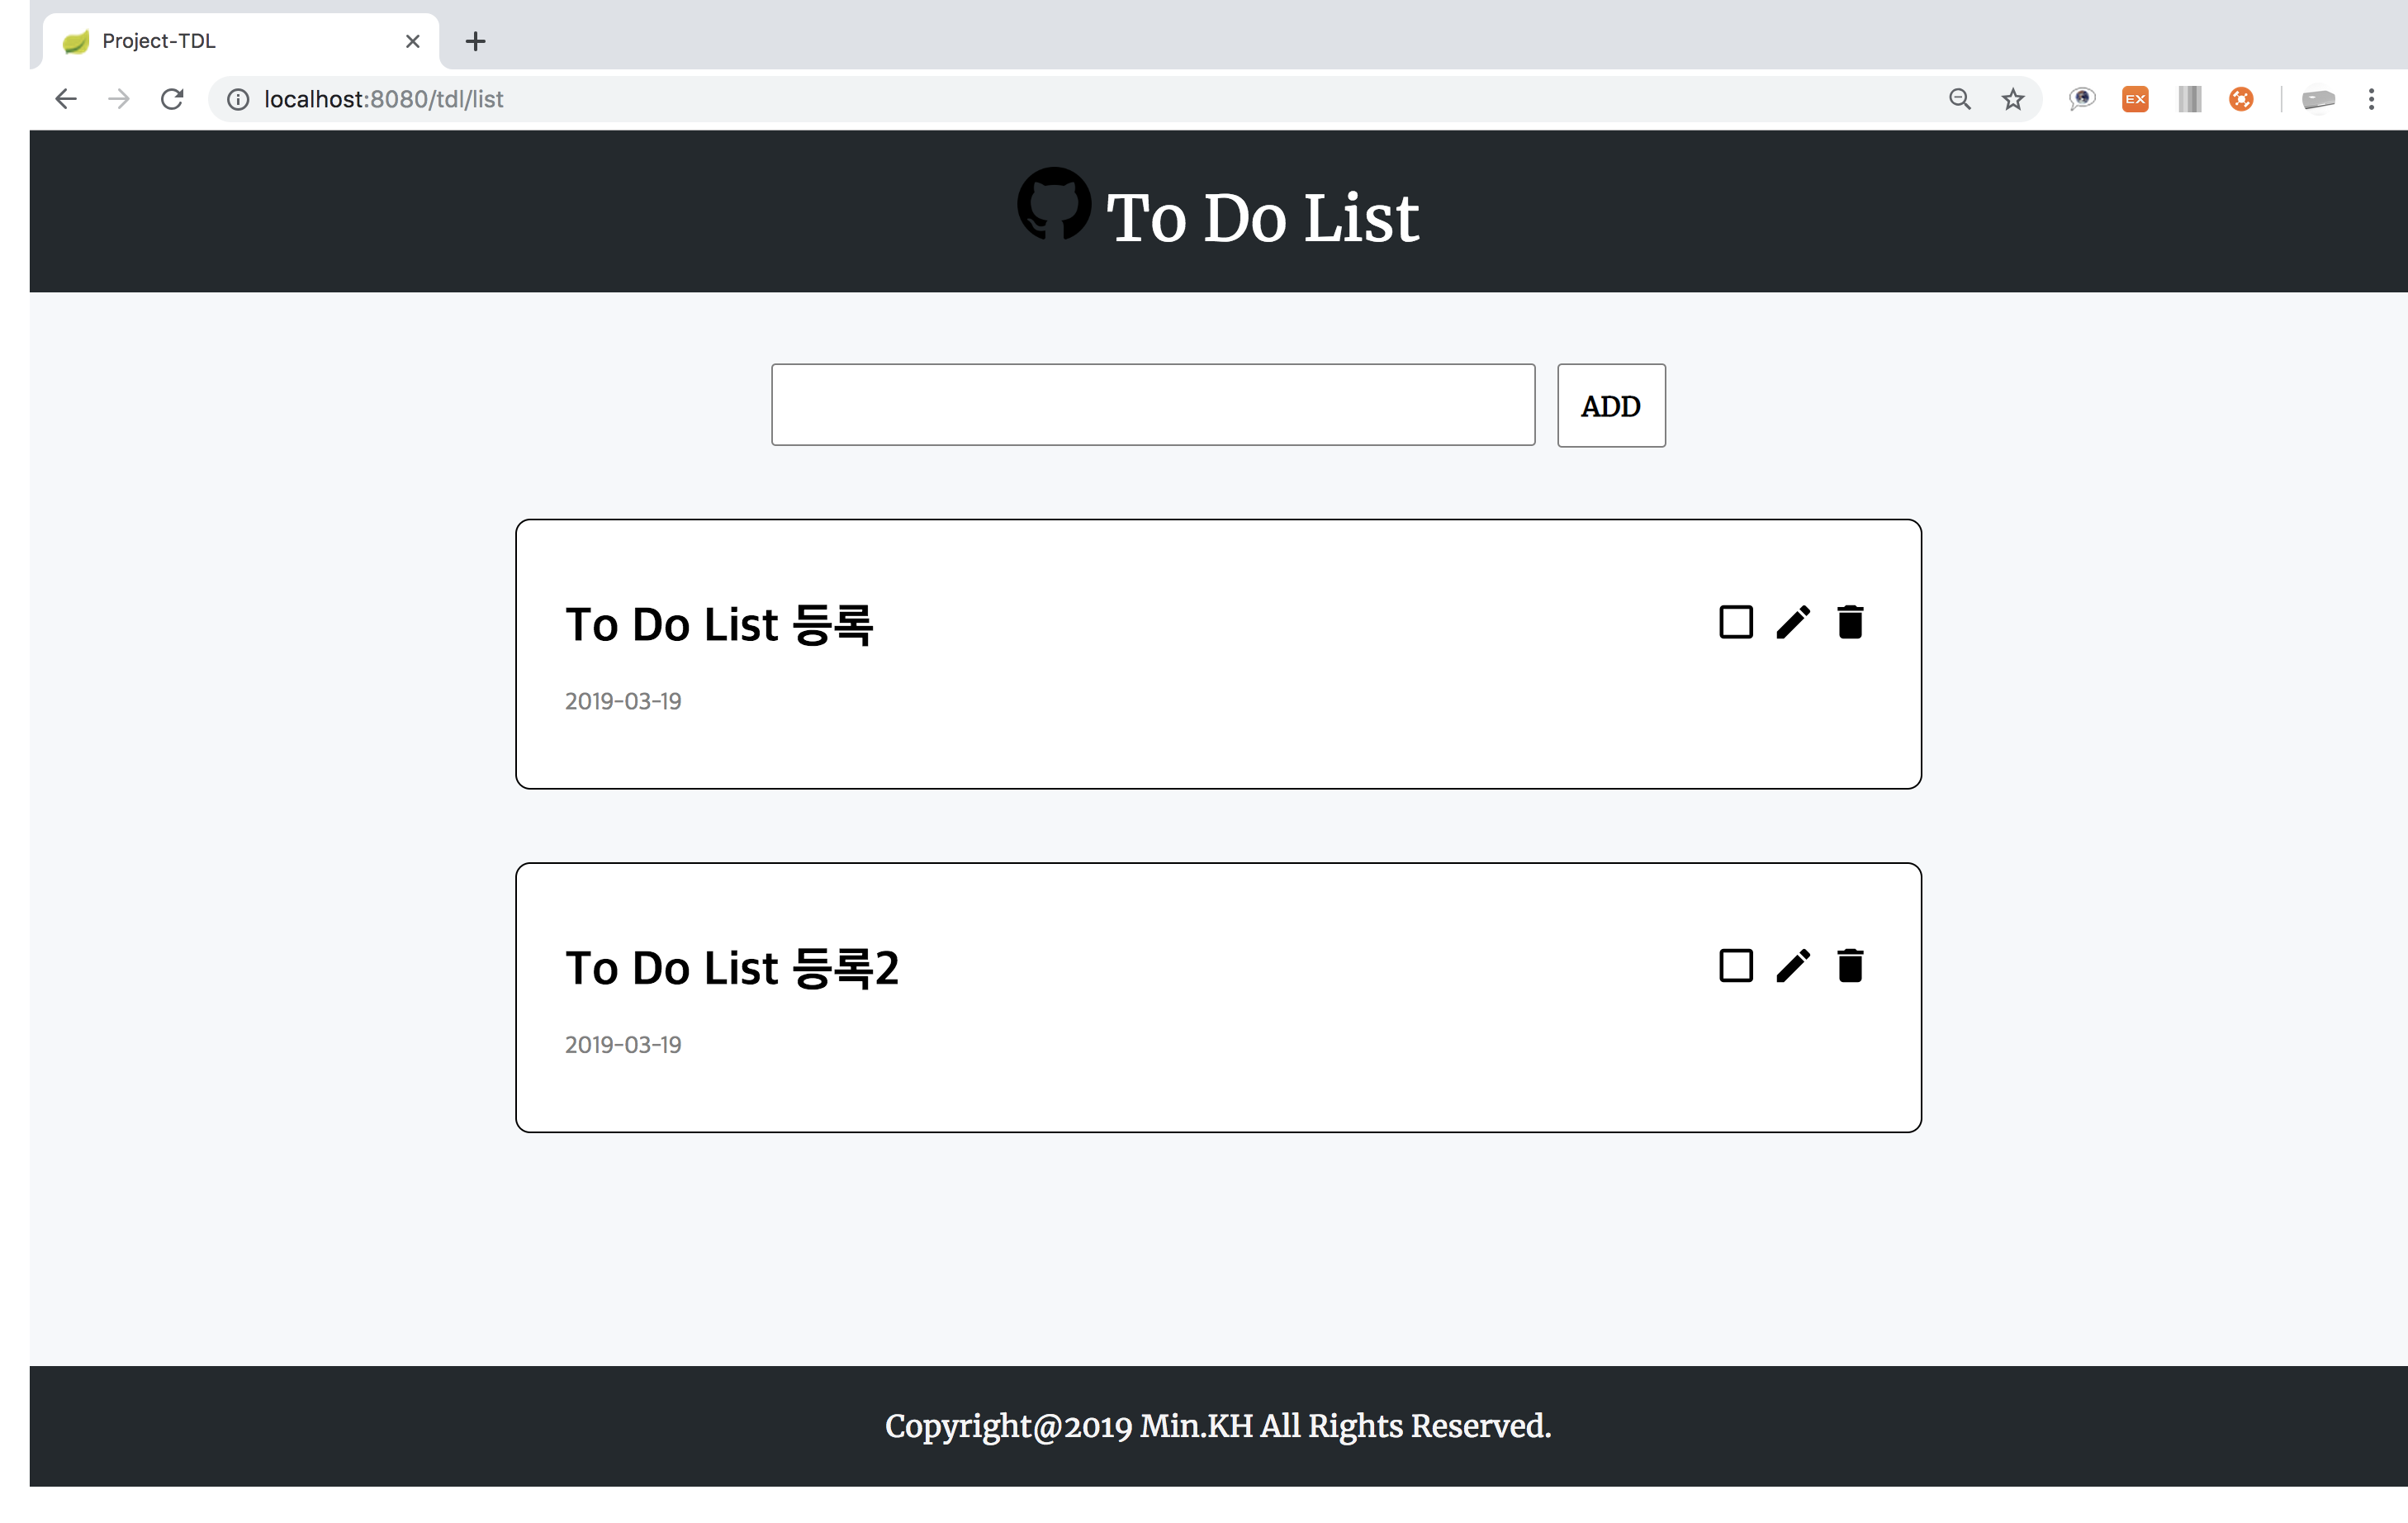 Project-TDL
localhost:8080/tdl/list
EX
To Do List
ADD
To Do List 등록
2019-03-19
To Do List 등록2
2019-03-19
Copyright@2019 Min.KH All Rights Reserved.